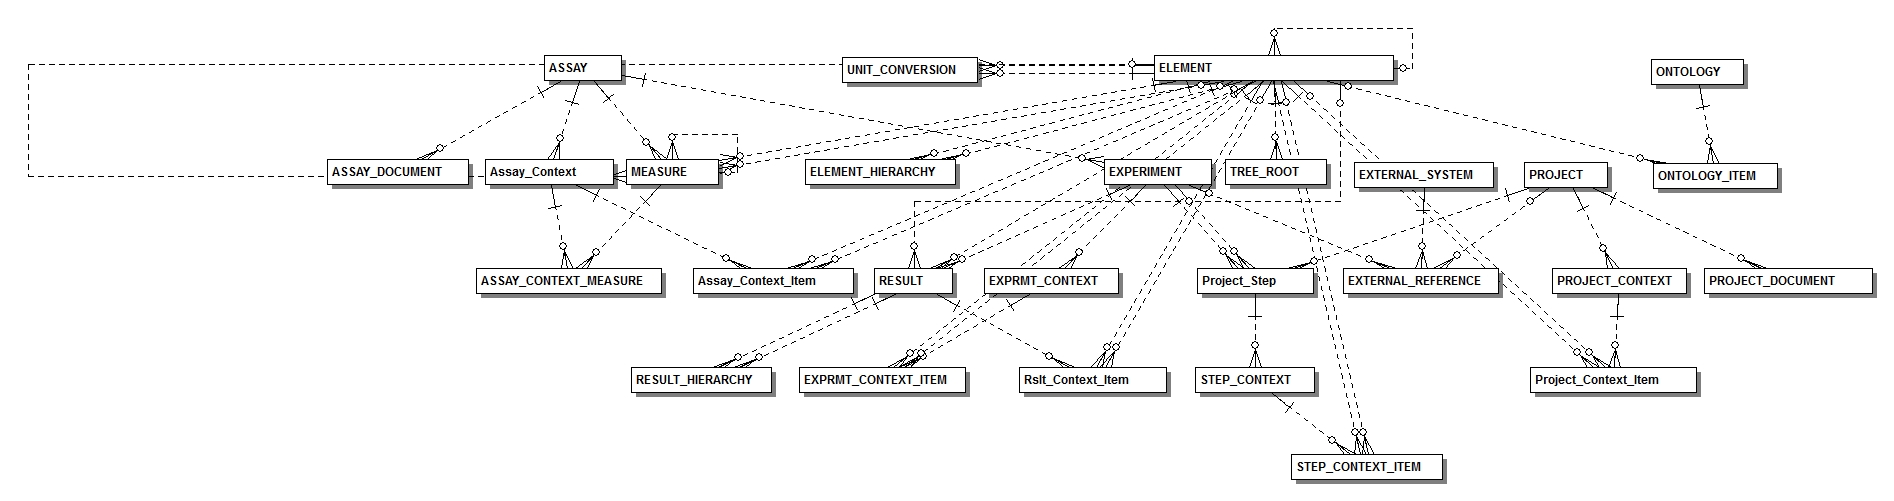 ASSAY
UNIT_CONVERSION
ELEMENT
ONTOLOGY
ASSAY_DOCUMENT
Assay_Context
MEASURE
ELEMENT_HIERARCHY
EXPERIMENT
TREE_ROOT
EXTERNAL_SYSTEM
PROJECT
ONTOLOGY_ITEM
ASSAY_CONTEXT_MEASURE
Assay_Context_Item
RESULT
EXPRMT_CONTEXT
Project_Step
EXTERNAL_REFERENCE
PROJECT_CONTEXT
PROJECT_DOCUMENT
RESULT_HIERARCHY
EXPRMT_CONTEXT_ITEM
Rslt_Context_Item
STEP_CONTEXT
Project_Context_Item
STEP_CONTEXT_ITEM